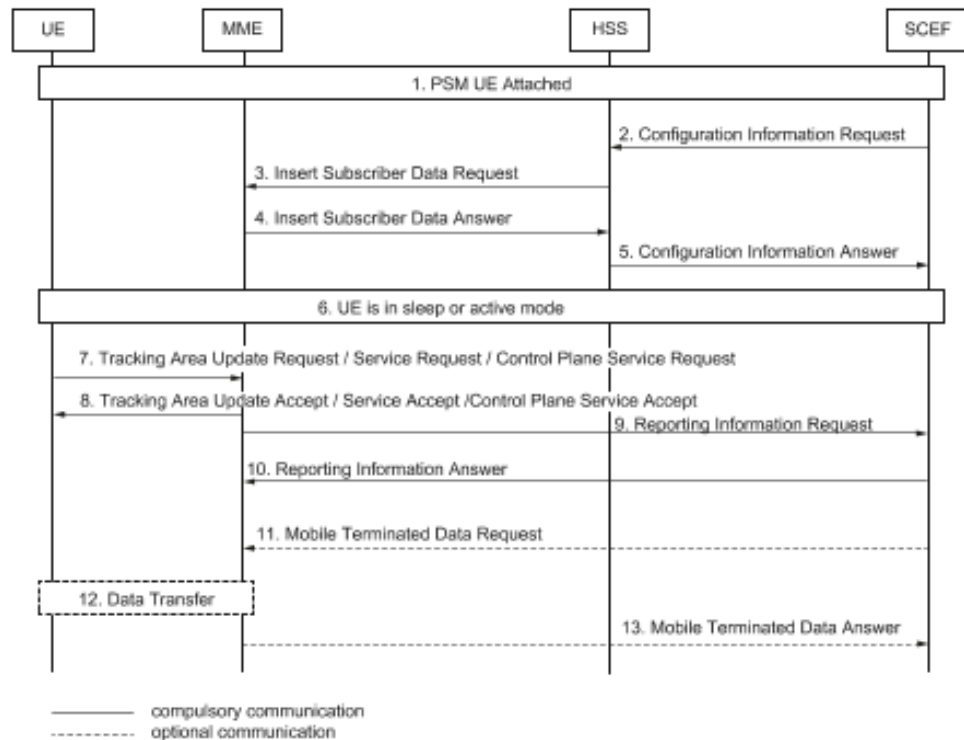 UE MME HSS SCEF
1. PSM UE Attached
2. Configuration Information Request
3. Insert Subscriber Data Request
4. Insert Subscriber Data Answer
5. Configuration Information Answer
6. UE is in sleep or active mode
7. Tracking Area Update Request / Service Request / Control Plane Service Request
8. Tracking Area Update Accept / Service Accept /Control Plane Service Accept
9. Reporting Information Request
10. Reporting Information Answer
11. Mobile Terminated Data Request
12. Data Transfer
13. Mobile Terminated Data Answer
compulsory communication
optional communication